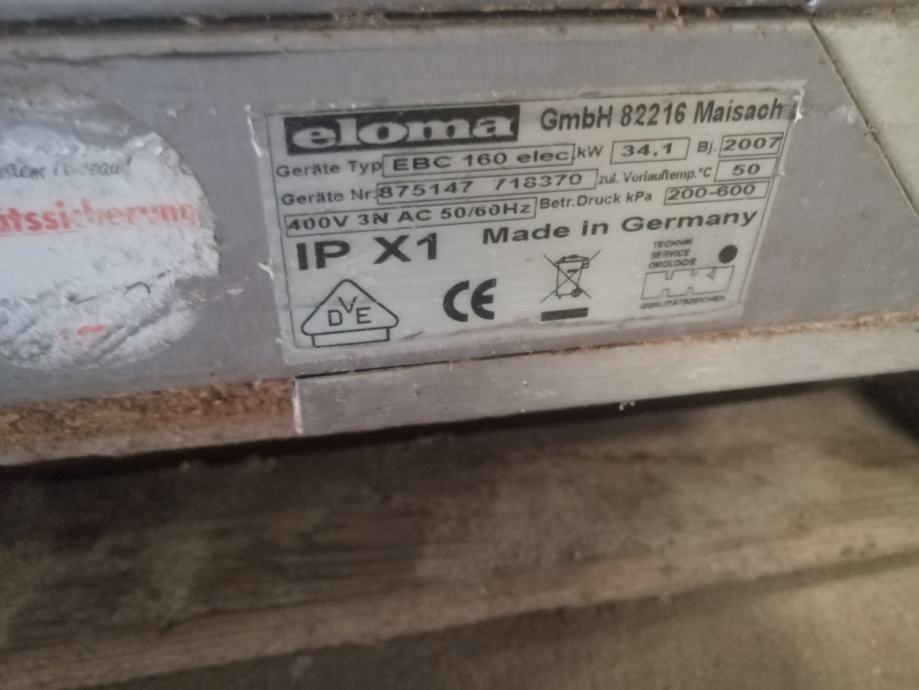 eloma GmbH 82216 Maisach
Geräte Typ EBC 160 elec kW 34,1 Bj. 2007
Geräte Nr. 875147 718370 zul. Vorlauftemp.°C 50
400V 3N AC 50/60Hz Betr.Druck kPa 200-600
IP X1 Made in Germany
DVE
CE
TECHNIK
SERVICE
ÖKOLOGIE
QUALITÄTSZEICHEN
ätssicherung